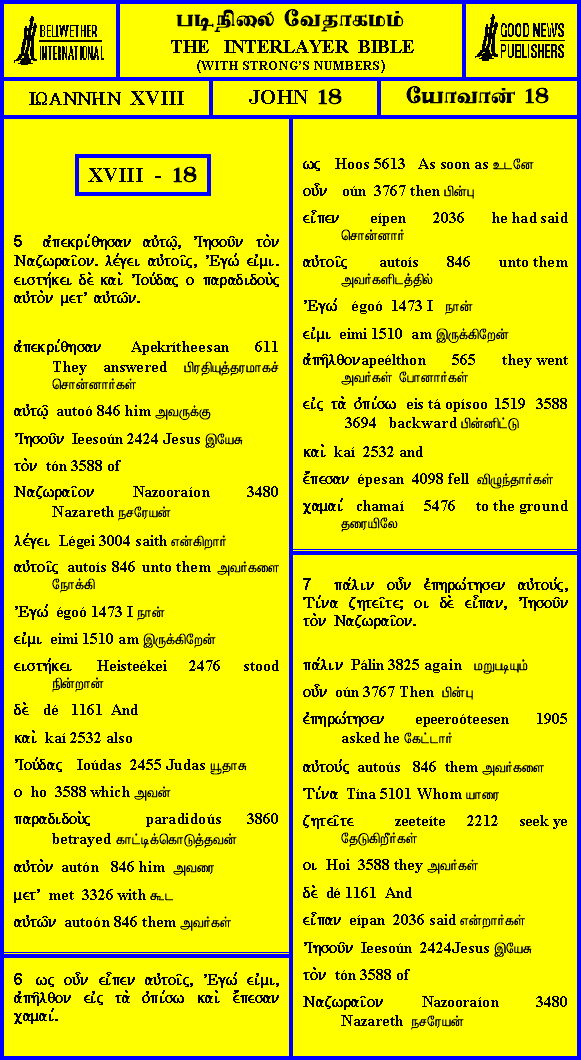 BELLWETHER
INTERNATIONAL
படிநிலை வேதாகமம்
THE INTERLAYER BIBLE
(WITH STRONG'S NUMBERS)
GOOD NEWS
PUBLISHERS
ΙΩΑΝΝΗΝ XVIII
JOHN 18
யோவான் 18
XVIII - 18
5 ἀπεκρίθησαν αὐτῷ, Ἰησοῦν τὸν
Ναζωραῖον. λέγει αὐτοῖς, Ἐγώ εἰμι.
ειστήκει δὲ καὶ Ἰούδας ο παραδιδοὺς
αὐτὸν μετ' αὐτῶν.
ἀπεκρίθησαν Apekrítheesan 611
They answered பிரதியுத்தரமாகச்
சொன்னார்கள்
αὐτῷ autoó 846 him அவருக்கு
Ἰησοῦν Ieesoún 2424 Jesus இயேசு
τὸν tón 3588 of
Ναζωραῖον Nazooraíon 3480
Nazareth நசரேயன்
λέγει Légei 3004 saith என்கிறார்
αὐτοῖς autoís 846 unto them அவர்களை
நோக்கி
Ἐγώ égoó 1473 I நான்
εἰμι eimi 1510 am இருக்கிறேன்
ειστήκει Heisteékei 2476 stood
நின்றான்
δὲ dé 1161 And
καὶ kaí 2532 also
Ἰούδας Ioúdas 2455 Judas யூதாசு
ο ho 3588 which அவன்
παραδιδοὺς paradidoús 3860
betrayed காட்டிக்கொடுத்தவன்
αὐτὸν autón 846 him அவரை
μετ' met 3326 with கூட
αὐτῶν autoón 846 them அவர்கள்
6 ως οὖν εἶπεν αὐτοῖς, Ἐγώ εἰμι,
ἀπῆλθον εἰς τὰ ὀπίσω καὶ ἔπεσαν
χαμαί.
ως Hoos 5613 As soon as உடனே
οὖν oún 3767 then பின்பு
εἶπεν eípen 2036 he had said
சொன்னார்
αὐτοῖς autoís 846 unto them
அவர்களிடத்தில்
Ἐγώ égoó 1473 I நான்
εἰμι eimi 1510 am இருக்கிறேன்
ἀπῆλθονapeélthon 565 they went
அவர்கள் போனார்கள்
εἰς τὰ ὀπίσω eis tá opísoo 1519 3588
3694 backward பின்னிட்டு
καὶ kaí 2532 and
ἔπεσαν épesan 4098 fell விழுந்தார்கள்
χαμαί chamaí 5476 to the ground
தரையிலே
7 πάλιν οὖν ἐπηρώτησεν αὐτούς,
Τίνα ζητεῖτε; οι δὲ εἶπαν, Ἰησοῦν
τὸν Ναζωραῖον.
πάλιν Pálin 3825 again மறுபடியும்
οὖν oún 3767 Then பின்பு
ἐπηρώτησεν epeeroóteesen 1905
asked he கேட்டார்
αὐτούς autoús 846 them அவர்களை
Τίνα Tína 5101 Whom யாரை
ζητεῖτε zeeteíte 2212 seek ye
தேடுகிறீர்கள்
οι Hoi 3588 they அவர்கள்
δὲ dé 1161 And
εἶπαν eípan 2036 said என்றார்கள்
Ἰησοῦν Ieesoún 2424Jesus இயேசு
τὸν tón 3588 of
Ναζωραῖον Nazooraíon 3480
Nazareth நசரேயன்